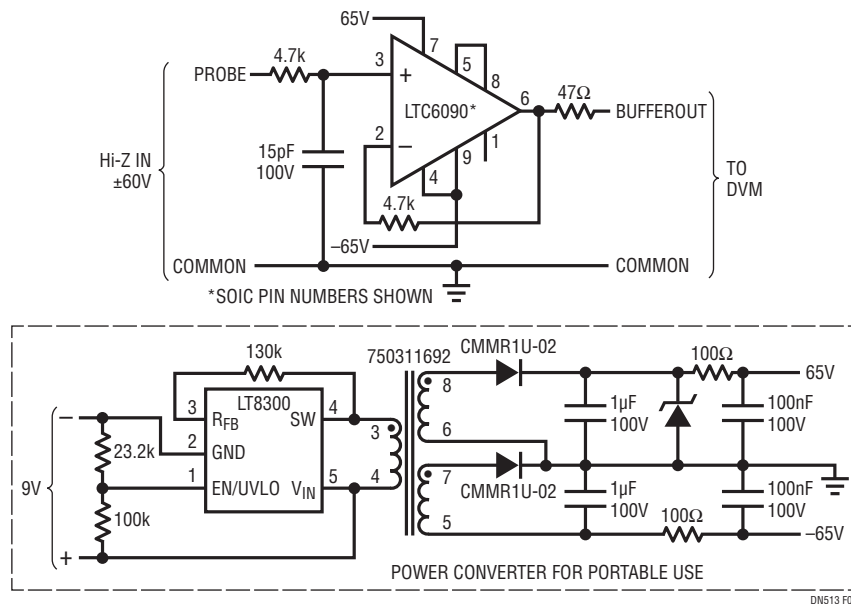 65V
7
4.7k
PROBE
3
5
8
+
LTC6090*
6
47Ω
BUFFEROUT
2
–
1
15pF
100V
9
4
Hi-Z IN
±60V
TO
DVM
4.7k
–65V
COMMON
COMMON
*SOIC PIN NUMBERS SHOWN
130k
750311692
CMMR1U-02
LT8300
8
100Ω
65V
3
RFB
SW
4
3
1µF
100V
100nF
100V
–
2
GND
6
23.2k
9V
1
EN/UVLO
VIN
5
4
7
CMMR1U-02
1µF
100V
100nF
100V
100k
5
100Ω
–65V
+
POWER CONVERTER FOR PORTABLE USE